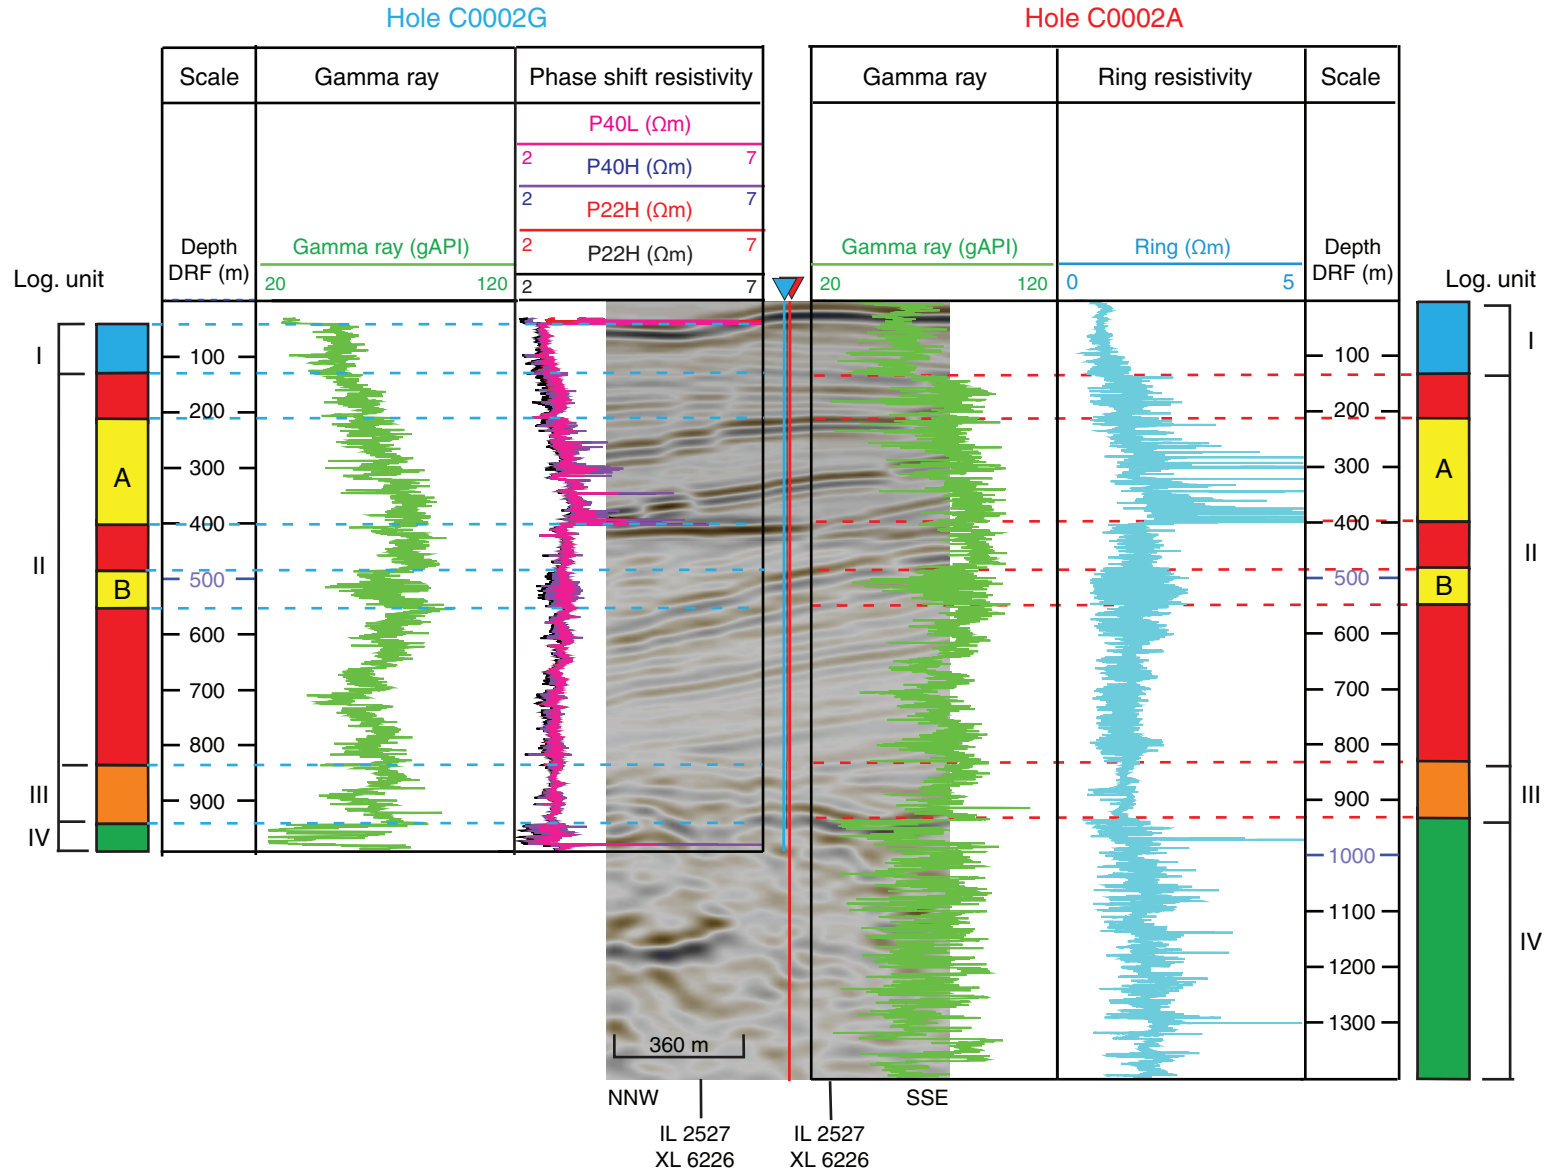 Hole C0002G
Hole C0002A
Scale
Gamma ray
Phase shift resistivity
Gamma ray
Ring resistivity
Scale
P40L (Ωm)
2 7
P40H (Ωm)
2 7
P22H (Ωm)
2 7
P22H (Ωm)
2 7
Log. unit
Depth
DRF (m)
Gamma ray (gAPI)
20 120
Gamma ray (gAPI)
20 120
Ring (Ωm)
0 5
Depth
DRF (m)
Log. unit
I
II
III
IV
A
B
100
200
300
400
500
600
700
800
900
100
200
300
400
500
600
700
800
900
1000
1100
1200
1300
A
B
I
II
III
IV
360 m
NNW
SSE
IL 2527
XL 6226
IL 2527
XL 6226